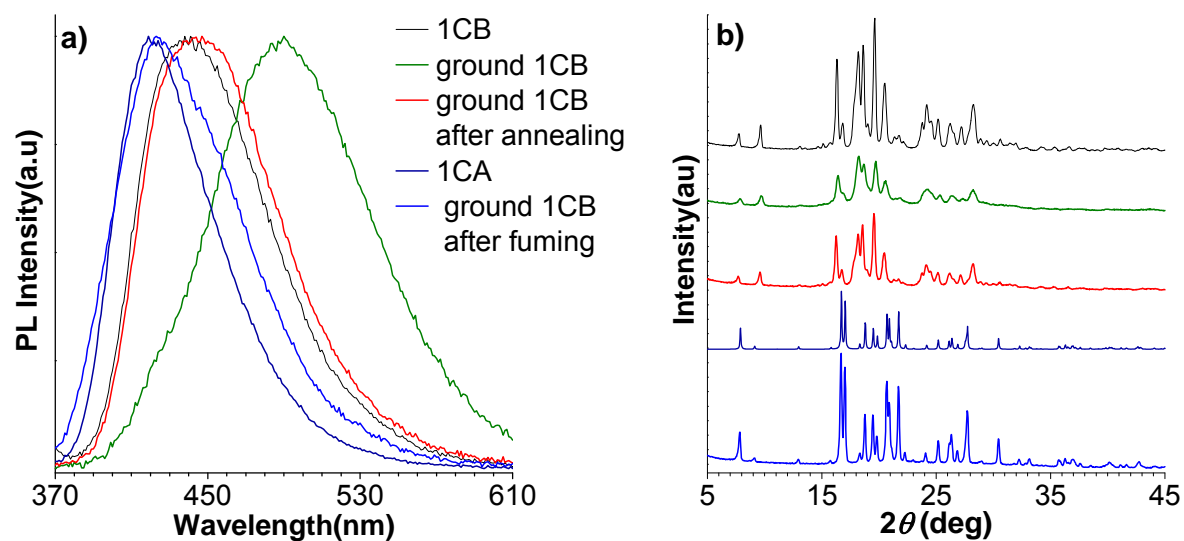 a)
1CB
ground 1CB
ground 1CB
after annealing
1CA
ground 1CB
after fuming
PL Intensity(a.u)
370 450 530 610
Wavelength(nm)
b)
Intensity(au)
5 15 25 35 45
2θ (deg)